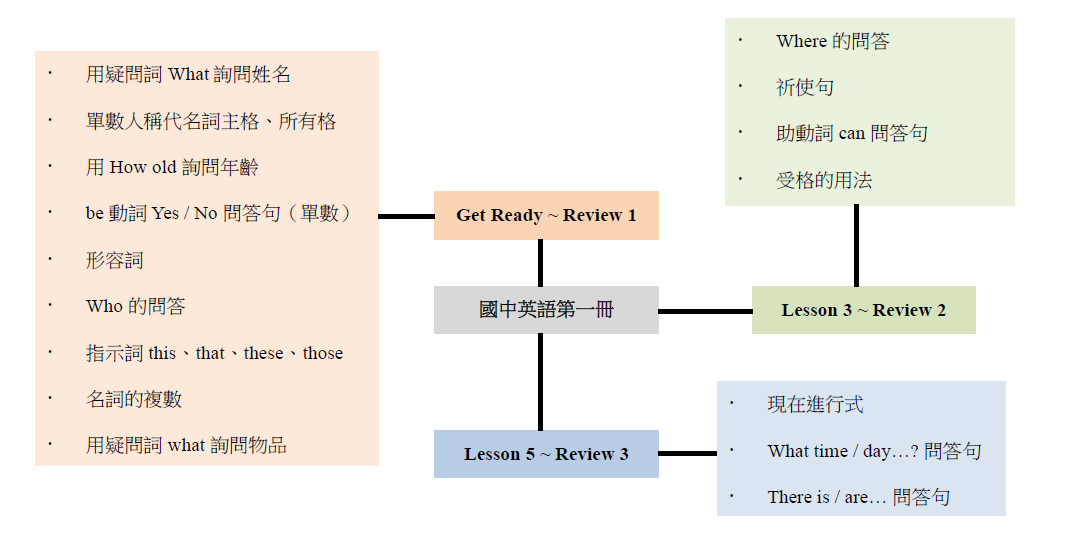 · 用疑問詞 What 詢問姓名
· 單數人稱代名詞主格、所有格
· 用 How old 詢問年齡
· be 動詞 Yes / No 問答句（單數）
· 形容詞
· Who 的問答
· 指示詞 this、that、these、those
· 名詞的複數
· 用疑問詞 what 詢問物品
Get Ready ~ Review 1
國中英語第一冊
· Where 的問答
· 祈使句
· 助動詞 can 問答句
· 受格的用法
Lesson 3 ~ Review 2
Lesson 5 ~ Review 3
· 現在進行式
· What time / day…? 問答句
· There is / are… 問答句